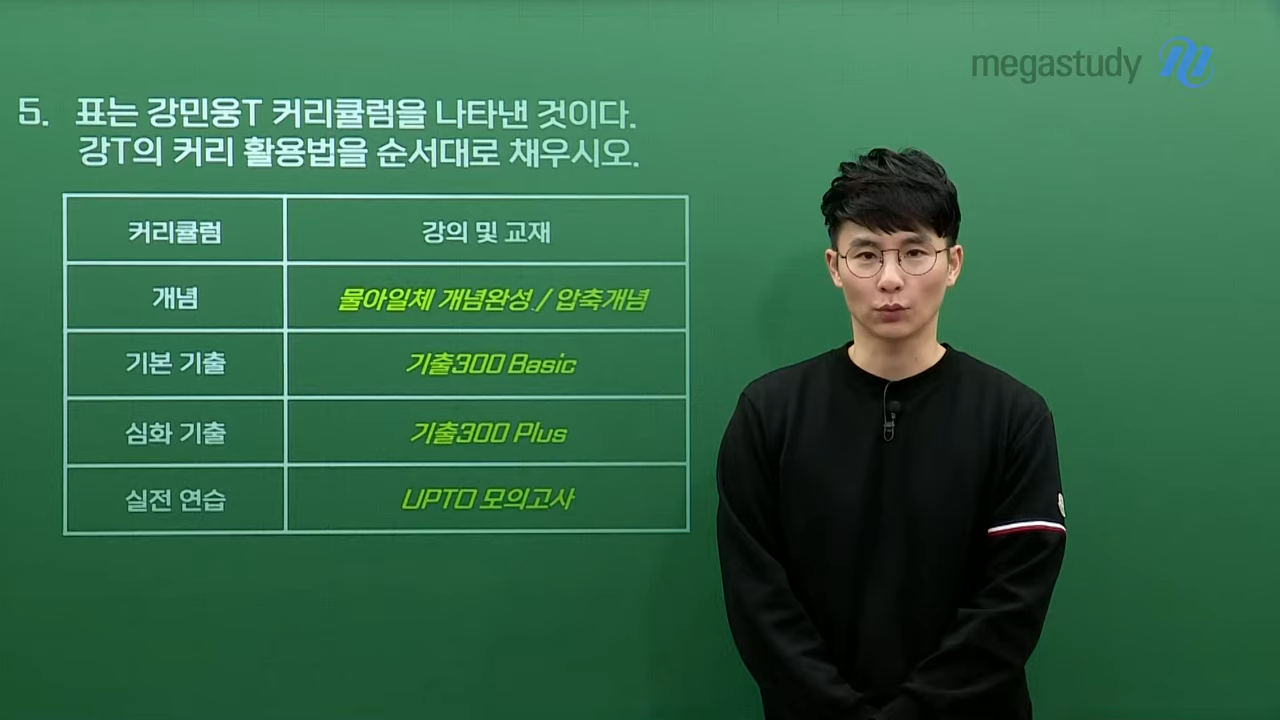 megastudy
5. 표는 강민웅T 커리큘럼을 나타낸 것이다.
강T의 커리 활용법을 순서대로 채우시오.
커리큘럼 강의 및 교재
개념 물아일체 개념완성 / 압축개념
기본 기출 기출300 Basic
심화 기출 기출300 Plus
실전 연습 UPTO 모의고사